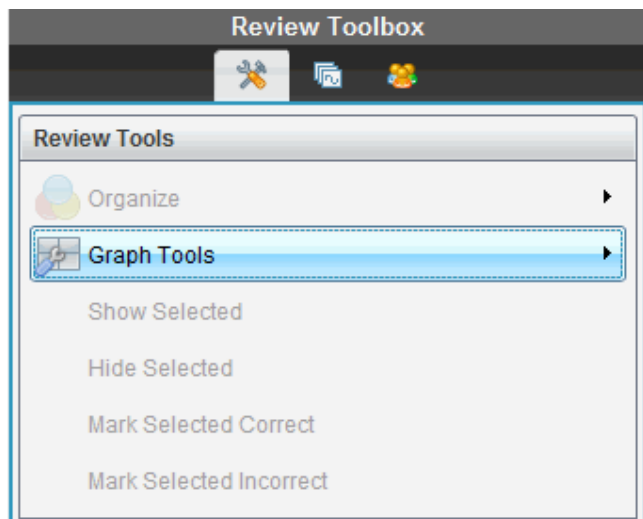 Review Toolbox
Review Tools
Organize
Graph Tools
Show Selected
Hide Selected
Mark Selected Correct
Mark Selected Incorrect